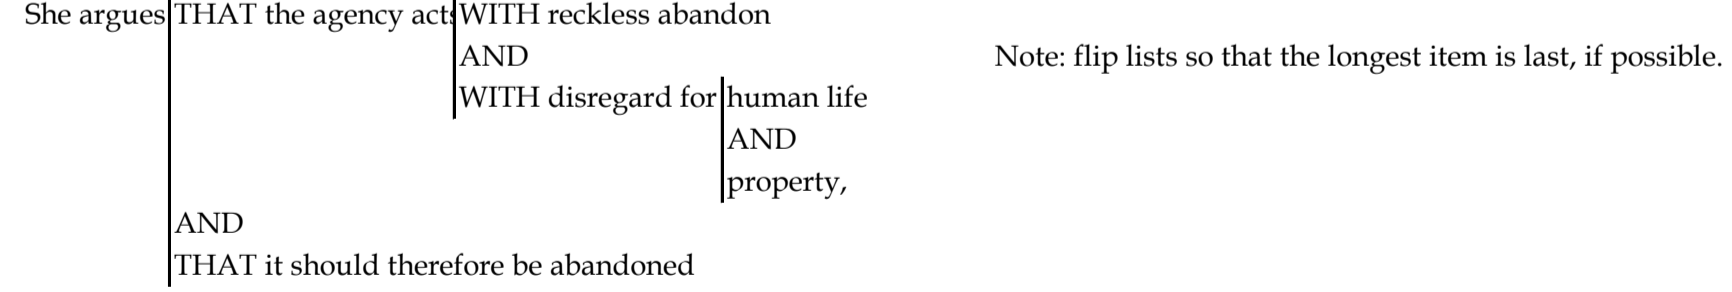 She argues THAT the agency acts WITH reckless abandon
AND
Note: flip lists so that the longest item is last, if possible.
WITH disregard for human life
AND
property,
AND
THAT it should therefore be abandoned